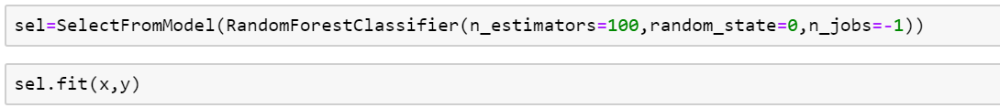 sel=SelectFromModel(RandomForestClassifier(n_estimators=100,random_state=0,n_jobs=-1))
sel.fit(x,y)